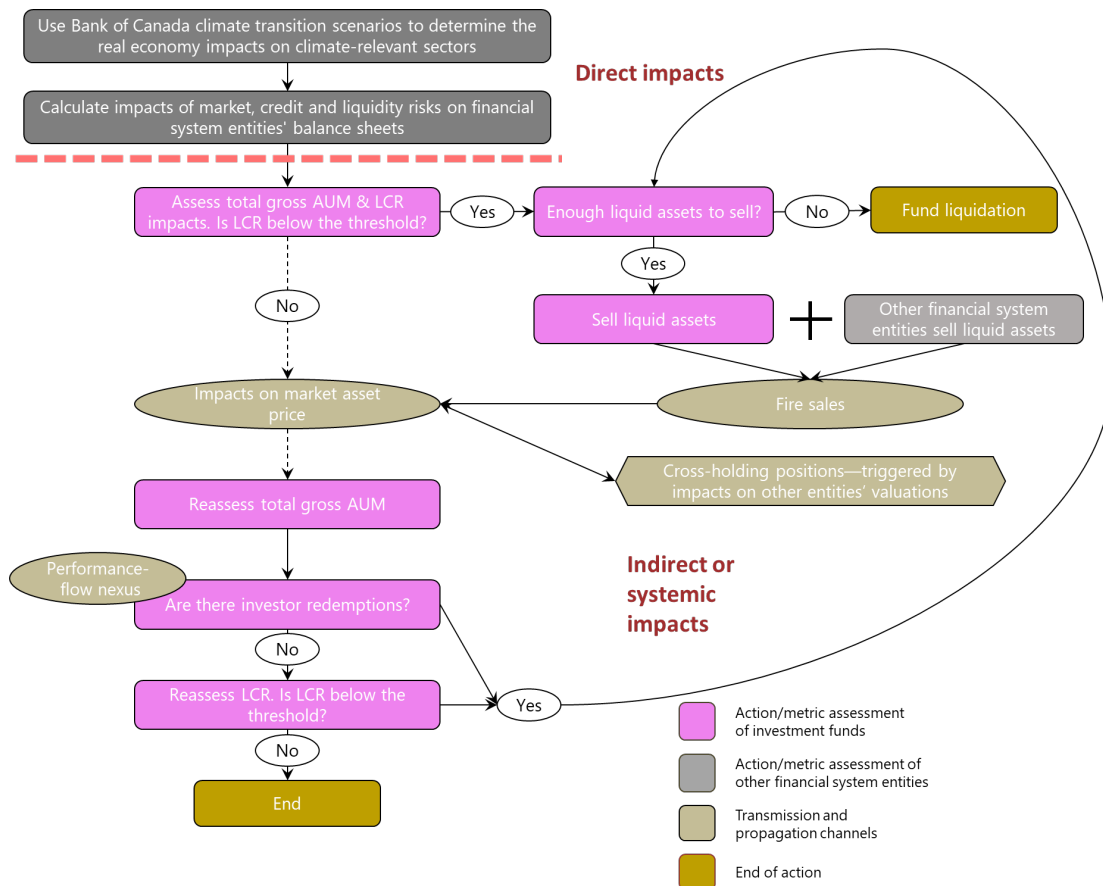 Use Bank of Canada climate transition scenarios to determine the
real economy impacts on climate-relevant sectors
Direct impacts
Calculate impacts of market, credit and liquidity risks on financial
system entities' balance sheets
Assess total gross AUM & LCR
impacts. Is LCR below the threshold?
Yes
Enough liquid assets to sell?
No
Fund liquidation
Yes
No
Sell liquid assets
Other financial system
entities sell liquid assets
Impacts on market asset
price
Fire sales
Cross-holding positions—triggered by
impacts on other entities’ valuations
Reassess total gross AUM
Performance-
flow nexus
Are there investor redemptions?
Indirect or
systemic
impacts
No
Reassess LCR. Is LCR below the
threshold?
Yes
No
End
Action/metric assessment
of investment funds
Action/metric assessment of
other financial system entities
Transmission and
propagation channels
End of action